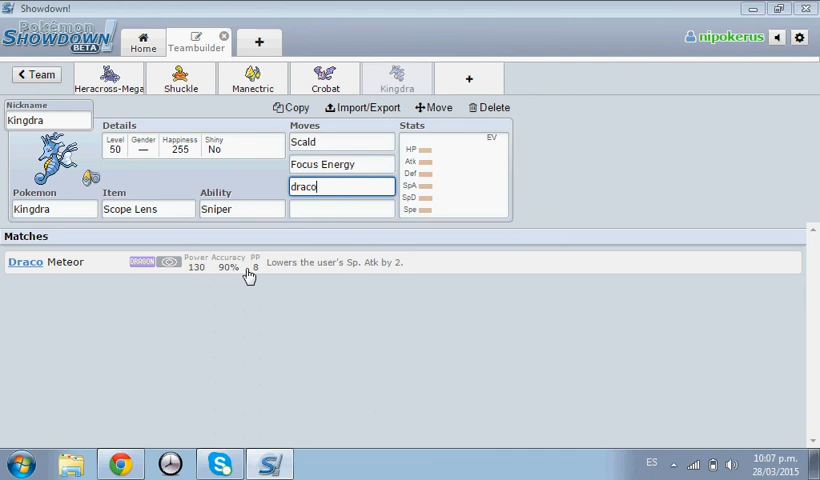 Showdown!
Pokémon
SHOWDOWN!
BETA
Home
Teambuilder
nipokerus
Team
Heracross-Mega
Shuckle
Manectric
Crobat
Kingdra
+
Nickname
Kingdra
Details
Level
50
Gender
—
Happiness
255
Shiny
No
Copy
Import/Export
Move
Delete
Moves
Scald
Focus Energy
draco
Stats
EV
HP
Atk
Def
SpA
SpD
Spe
Pokemon
Kingdra
Item
Scope Lens
Ability
Sniper
Matches
Draco Meteor
DRAGON
Power
130
Accuracy
90%
PP
8
Lowers the user's Sp. Atk by 2.
ES
10:07 p.m.
28/03/2015